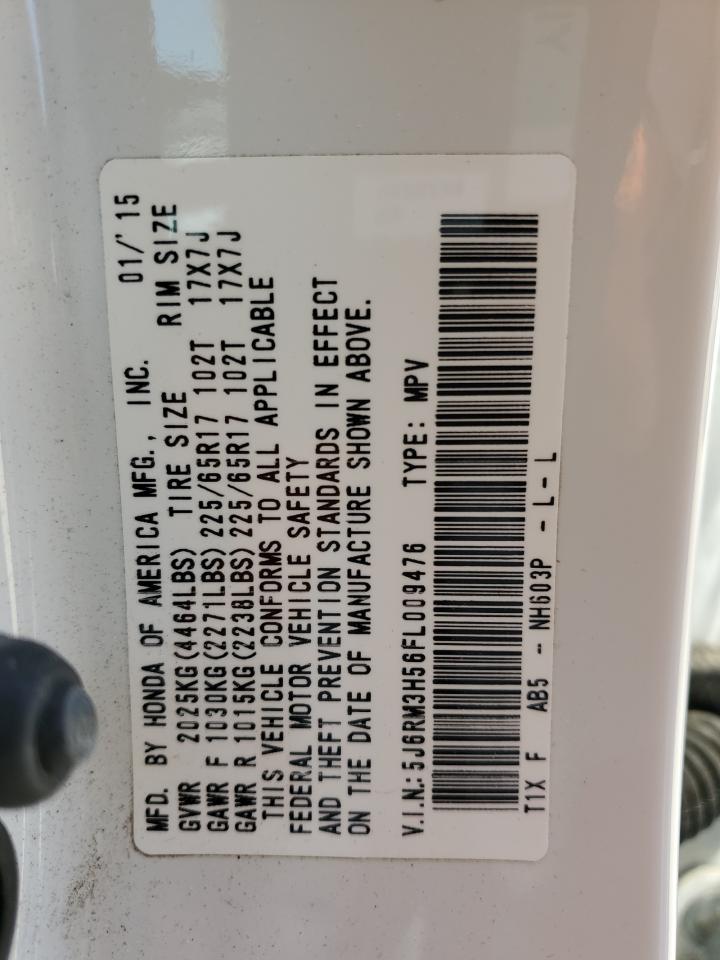 MFD. BY HONDA OF AMERICA MFG., INC. 01/'15
GVWR 2025KG(4464LBS) TIRE SIZE RIM SIZE
GAWR F 1030KG(2271LBS) 225/65R17 102T 17X7J
GAWR R 1015KG(2238LBS) 225/65R17 102T 17X7J
THIS VEHICLE CONFORMS TO ALL APPLICABLE
FEDERAL MOTOR VEHICLE SAFETY
AND THEFT PREVENTION STANDARDS IN EFFECT
ON THE DATE OF MANUFACTURE SHOWN ABOVE.
V.I.N.:5J6RM3H56FL009476 TYPE: MPV
T1X F AB5 -- NH603P - L - L